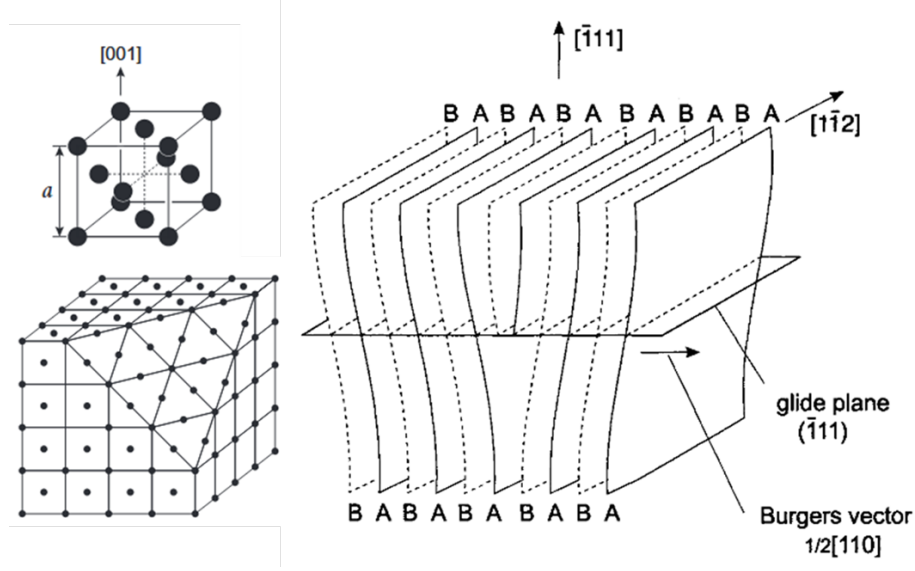 [001]
a
[1̄11]
B A B A B A B A B A B A
[11̄2]
glide plane
(1̄11)
B A B A B A B A B A
Burgers vector
1/2[110]